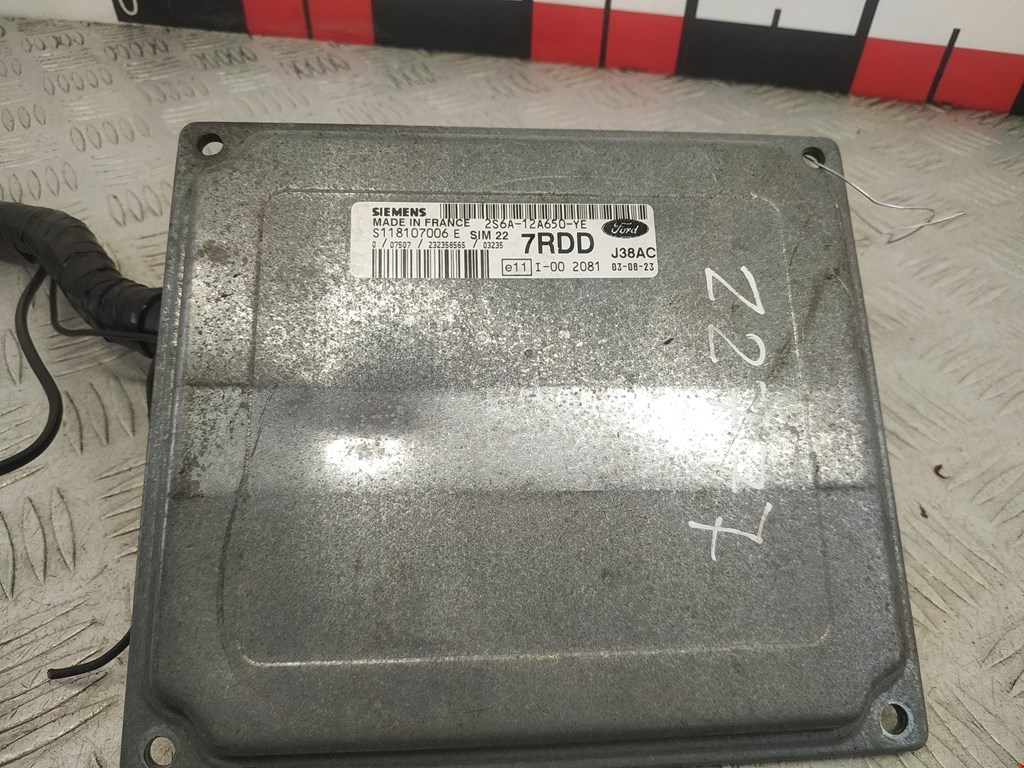 SIEMENS
MADE IN FRANCE 2S6A-12A650-YE
S118107006 E SIM 22 7RDD Ford
0 / 07507 / 232358565 / 03235 J38AC
e11 I-00 2081 03-08-23